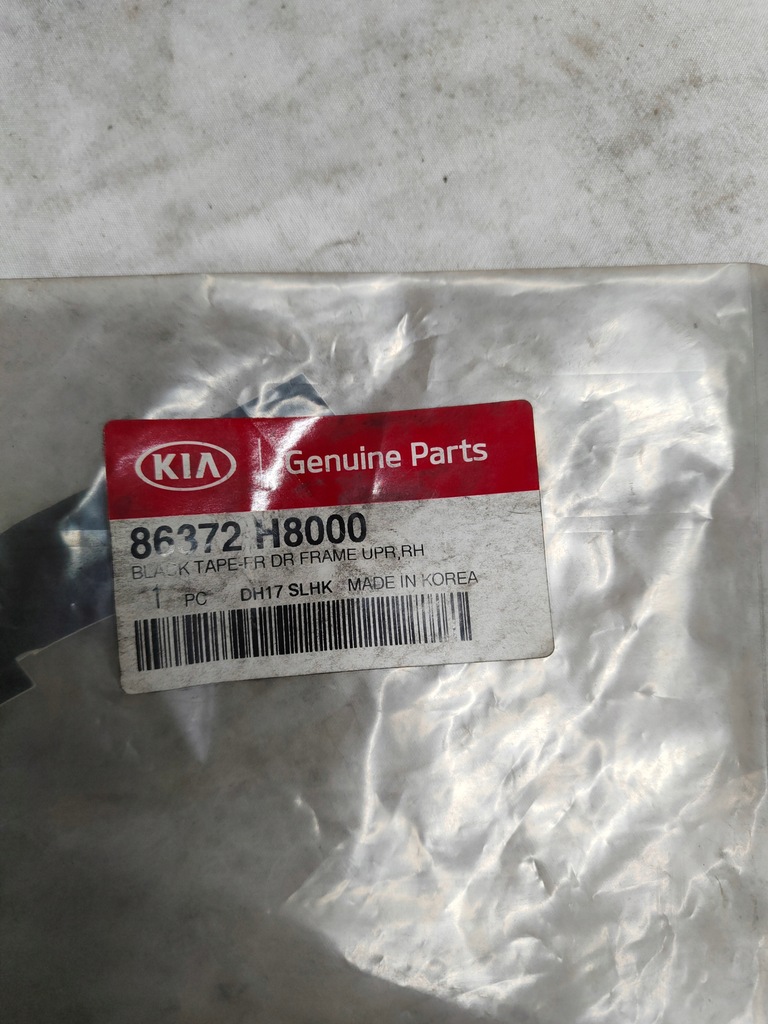 KIA Genuine Parts
86372 H8000
BLACK TAPE-FR DR FRAME UPR,RH
1 PC DH17 SLHK MADE IN KOREA